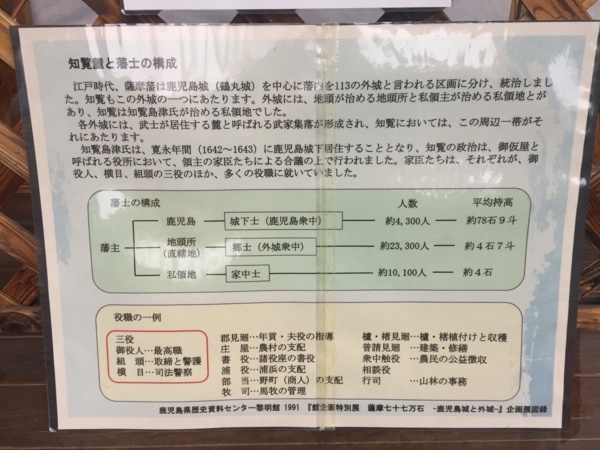 知覧麓と藩士の構成
江戸時代、薩摩藩は鹿児島城（鶴丸城）を中心に藩内を113の外城と言われる区画に分け、統治しまし
た。知覧もこの外城の一つにあたります。外城には、地頭が治める地頭所と私領主が治める私領地とが
あり、知覧は知覧島津氏が治める私領地でした。
各外城には、武士が居住する麓と呼ばれる武家集落が形成され、知覧においては、この周辺一帯がそ
れにあたります。
知覧島津氏は、寛永年間（1642～1643）に鹿児島城下居住することとなり、知覧の政治は、御仮屋と
呼ばれる役所において、領主の家臣たちによる合議の上で行われました。家臣たちは、それぞれが、御
役人、横目、組頭の三役のほか、多くの役職に就いていました。
藩士の構成 人数 平均持高
鹿児島 城下士（鹿児島衆中） 約4,300人 約78石９斗
藩主 地頭所 郷士（外城衆中） 約23,300人 約４石７斗
（直轄地）
私領地 家中士 約10,100人 約４石
役職の一例
三役
御役人…最高職
組 頭…取締と警護
横 目…司法警察
郡見廻…年貢・夫役の指導
庄 屋…農村の支配
書 役…諸役座の書役
浦 役…浦浜の支配
部 当…野町（商人）の支配
牧 司…馬牧の管理
櫨・楮見廻…櫨・楮植付けと収穫
普請見廻 …建築・修繕
衆中触役 …農民の公益徴収
相談役
行司 …山林の事務
鹿児島県歴史資料センター黎明館 1991 『館企画特別展 薩摩七十七万石 -鹿児島城と外城-』企画展図録